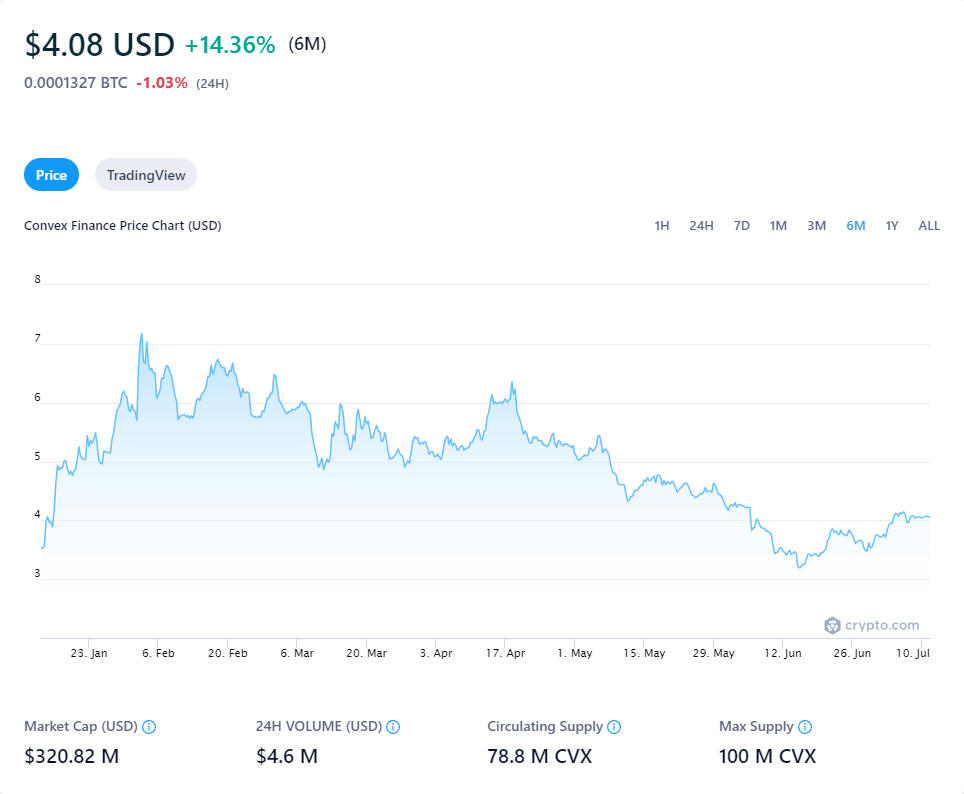 $4.08 USD +14.36% (6M)
0.0001327 BTC -1.03% (24H)
Price TradingView
Convex Finance Price Chart (USD) 1H 24H 7D 1M 3M 6M 1Y ALL
8
7
6
5
4
3
crypto.com
23. Jan 6. Feb 20. Feb 6. Mar 20. Mar 3. Apr 17. Apr 1. May 15. May 29. May 12. Jun 26. Jun 10. Jul
Market Cap (USD) 24H VOLUME (USD) Circulating Supply Max Supply
$320.82 M $4.6 M 78.8 M CVX 100 M CVX